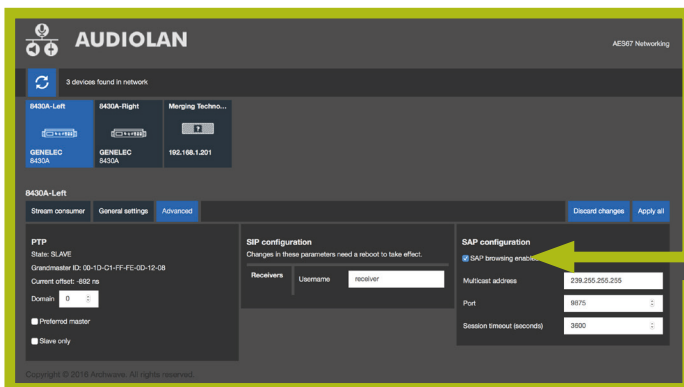 AUDIOLAN
AES67 Networking
3 devices found in network
8430A-Left
8430A-Right
Merging Techno...
GENELEC
8430A
GENELEC
8430A
192.168.1.201
8430A-Left
Stream consumer
General settings
Advanced
Discard changes
Apply all
PTP
State: SLAVE
Grandmaster ID: 00-1D-C1-FF-FE-0D-12-08
Current offset: -892 ns
Domain 0
Preferred master
Slave only
SIP configuration
Changes in these parameters need a reboot to take effect.
Receivers
Username receiver
SAP configuration
SAP browsing enabled
Multicast address 239.255.255.255
Port 9875
Session timeout (seconds) 3600
Copyright © 2018 Archwave. All rights reserved.